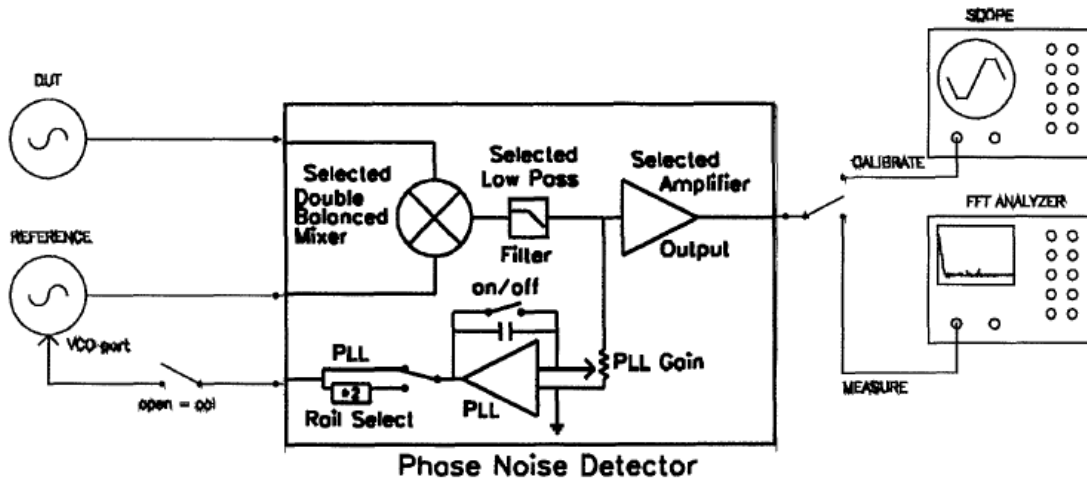 SCOPE
DUT
Selected
Double
Balanced
Mixer
Selected
Low Pass
Filter
Selected
Amplifier
Output
CALIBRATE
FFT ANALYZER
REFERENCE
on/off
VCO-port
PLL
*2
Rail Select
PLL
PLL Gain
open = cal
MEASURE
Phase Noise Detector